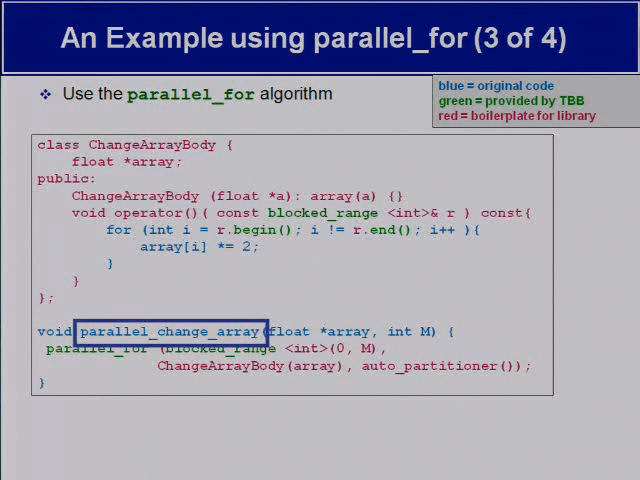 An Example using parallel_for (3 of 4)
❖ Use the parallel_for algorithm
blue = original code
green = provided by TBB
red = boilerplate for library
class ChangeArrayBody {
float *array;
public:
ChangeArrayBody (float *a): array(a) {}
void operator()( const blocked_range <int>& r ) const{
for (int i = r.begin(); i != r.end(); i++ ){
array[i] *= 2;
}
}
};
void parallel_change_array(float *array, int M) {
parallel_for (blocked_range <int>(0, M),
ChangeArrayBody(array), auto_partitioner());
}